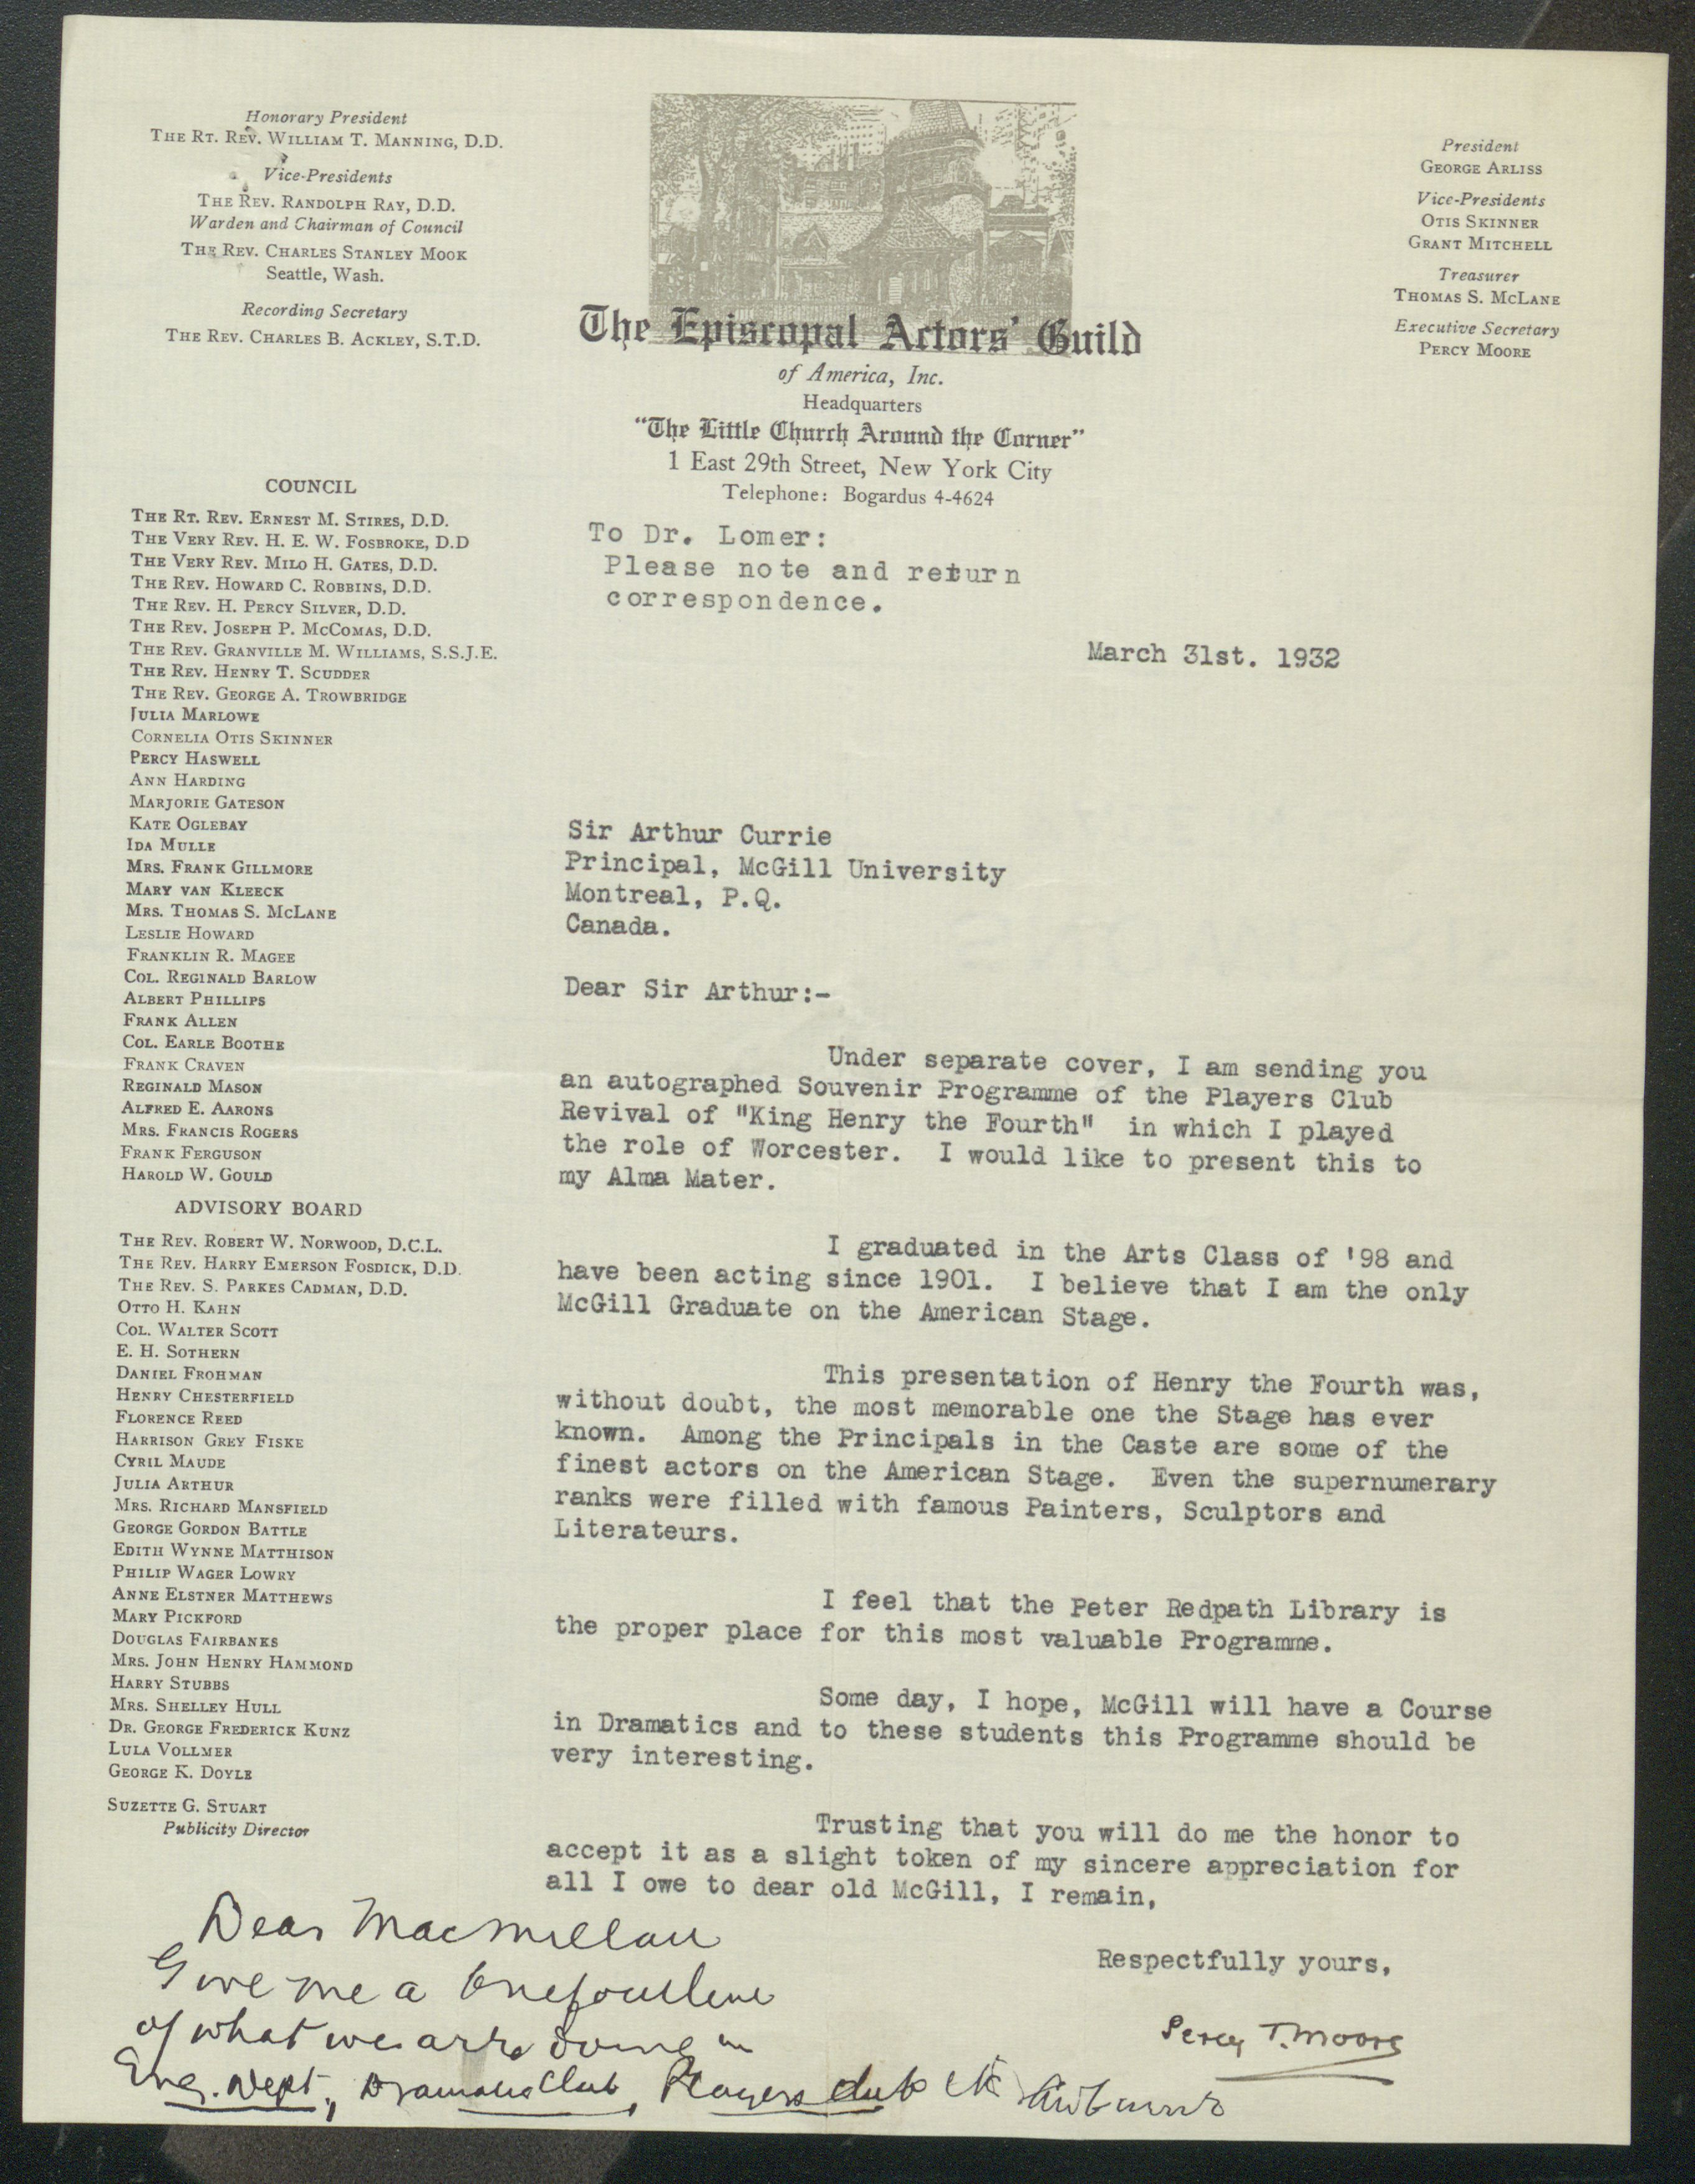 Honorary President
The Rt. Rev. William T. Manning, D.D.
Vice-Presidents
The Rev. Randolph Ray, D.D.
Warden and Chairman of Council
The Rev. Charles Stanley Mook
Seattle, Wash.
Recording Secretary
The Rev. Charles B. Ackley, S.T.D.
President
George Arliss
Vice-Presidents
Otis Skinner
Grant Mitchell
Treasurer
Thomas S. McLane
Executive Secretary
Percy Moore
The Episcopal Actors' Guild
of America, Inc.
Headquarters
"The Little Church Around the Corner"
1 East 29th Street, New York City
Telephone: Bogardus 4-4624
COUNCIL
The Rt. Rev. Ernest M. Stires, D.D.
The Very Rev. H. E. W. Fosbroke, D.D
The Very Rev. Milo H. Gates, D.D.
The Rev. Howard C. Robbins, D.D.
The Rev. H. Percy Silver, D.D.
The Rev. Joseph P. McComas, D.D.
The Rev. Granville M. Williams, S.S.J.E.
The Rev. Henry T. Scudder
The Rev. George A. Trowbridge
Julia Marlowe
Cornelia Otis Skinner
Percy Haswell
Ann Harding
Marjorie Gateson
Kate Oglebay
Ida Mulle
Mrs. Frank Gillmore
Mary van Kleeck
Mrs. Thomas S. McLane
Leslie Howard
Franklin R. Magee
Col. Reginald Barlow
Albert Phillips
Frank Allen
Col. Earle Boothe
Frank Craven
Reginald Mason
Alfred E. Aarons
Mrs. Francis Rogers
Frank Ferguson
Harold W. Gould
ADVISORY BOARD
The Rev. Robert W. Norwood, D.C.L.
The Rev. Harry Emerson Fosdick, D.D.
The Rev. S. Parkes Cadman, D.D.
Otto H. Kahn
Col. Walter Scott
E. H. Sothern
Daniel Frohman
Henry Chesterfield
Florence Reed
Harrison Grey Fiske
Cyril Maude
Julia Arthur
Mrs. Richard Mansfield
George Gordon Battle
Edith Wynne Matthison
Philip Wager Lowry
Anne Elstner Matthews
Mary Pickford
Douglas Fairbanks
Mrs. John Henry Hammond
Harry Stubbs
Mrs. Shelley Hull
Dr. George Frederick Kunz
Lula Vollmer
George K. Doyle
Suzette G. Stuart
Publicity Director
To Dr. Lomer:
Please note and return
correspondence.
March 31st. 1932
Sir Arthur Currie
Principal, McGill University
Montreal, P.Q.
Canada.
Dear Sir Arthur:-
Under separate cover, I am sending you
an autographed Souvenir Programme of the Players Club
Revival of "King Henry the Fourth" in which I played
the role of Worcester. I would like to present this to
my Alma Mater.
I graduated in the Arts Class of '98 and
have been acting since 1901. I believe that I am the only
McGill Graduate on the American Stage.
This presentation of Henry the Fourth was,
without doubt, the most memorable one the Stage has ever
known. Among the Principals in the Caste are some of the
finest actors on the American Stage. Even the supernumerary
ranks were filled with famous Painters, Sculptors and
Literateurs.
I feel that the Peter Redpath Library is
the proper place for this most valuable Programme.
Some day, I hope, McGill will have a Course
in Dramatics and to these students this Programme should be
very interesting.
Trusting that you will do me the honor to
accept it as a slight token of my sincere appreciation for
all I owe to dear old McGill, I remain,
Respectfully yours,
Percy T. Moore
Dear Macmillan
Give me a brief outline
of what we are doing in
Eng. Dept, Dramatic Club, Players club etc